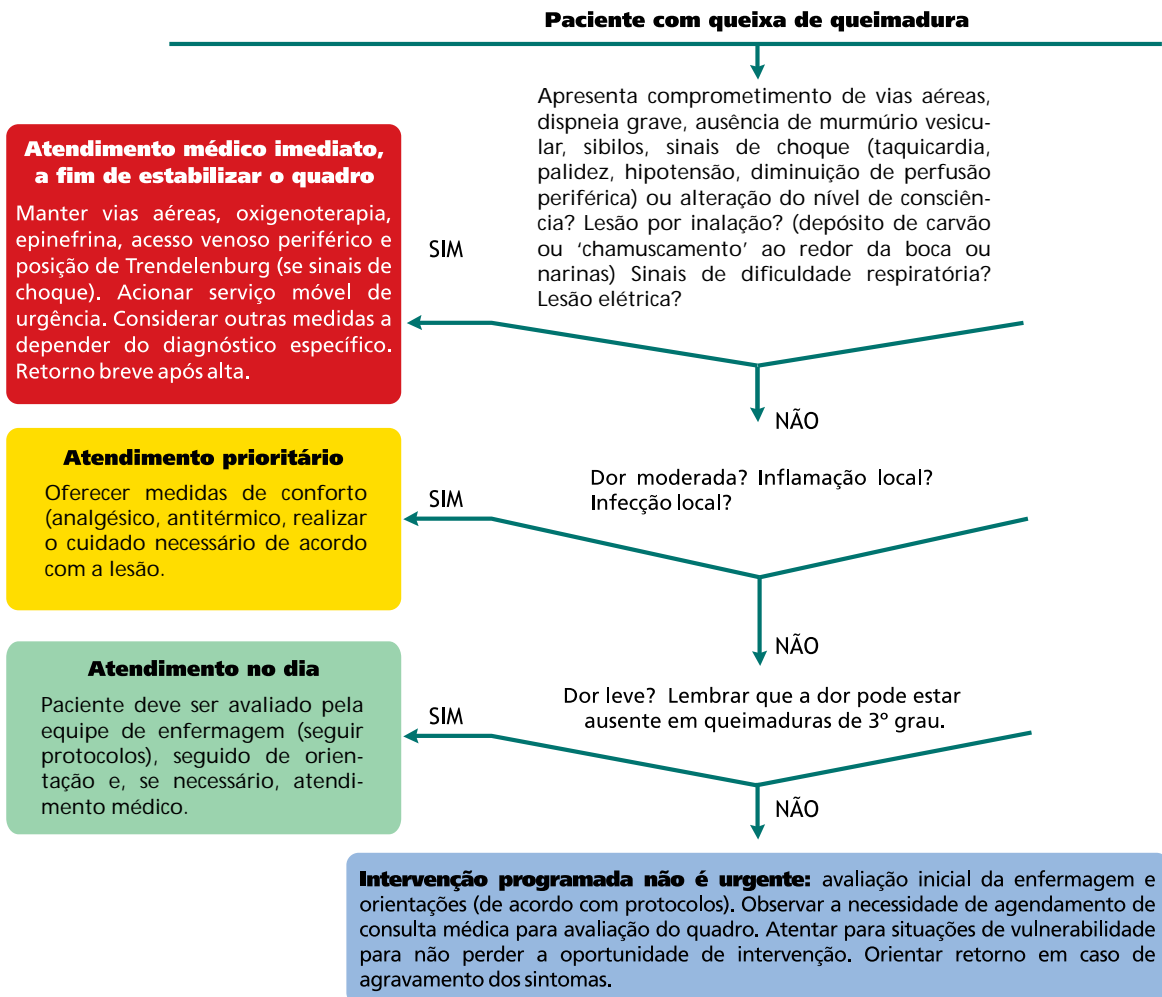 Paciente com queixa de queimadura
Apresenta comprometimento de vias aéreas,
dispneia grave, ausência de murmúrio vesicu-
lar, sibilos, sinais de choque (taquicardia,
palidez, hipotensão, diminuição de perfusão
periférica) ou alteração do nível de consciên-
cia? Lesão por inalação? (depósito de carvão
ou ‘chamuscamento’ ao redor da boca ou
narinas) Sinais de dificuldade respiratória?
Lesão elétrica?
SIM
Atendimento médico imediato,
a fim de estabilizar o quadro
Manter vias aéreas, oxigenoterapia,
epinefrina, acesso venoso periférico e
posição de Trendelenburg (se sinais de
choque). Acionar serviço móvel de
urgência. Considerar outras medidas a
depender do diagnóstico específico.
Retorno breve após alta.
NÃO
Dor moderada? Inflamação local?
Infecção local?
SIM
Atendimento prioritário
Oferecer medidas de conforto
(analgésico, antitérmico, realizar
o cuidado necessário de acordo
com a lesão.
NÃO
Dor leve? Lembrar que a dor pode estar
ausente em queimaduras de 3º grau.
SIM
Atendimento no dia
Paciente deve ser avaliado pela
equipe de enfermagem (seguir
protocolos), seguido de orien-
tação e, se necessário, atendi-
mento médico.
NÃO
Intervenção programada não é urgente: avaliação inicial da enfermagem e
orientações (de acordo com protocolos). Observar a necessidade de agendamento de
consulta médica para avaliação do quadro. Atentar para situações de vulnerabilidade
para não perder a oportunidade de intervenção. Orientar retorno em caso de
agravamento dos sintomas.